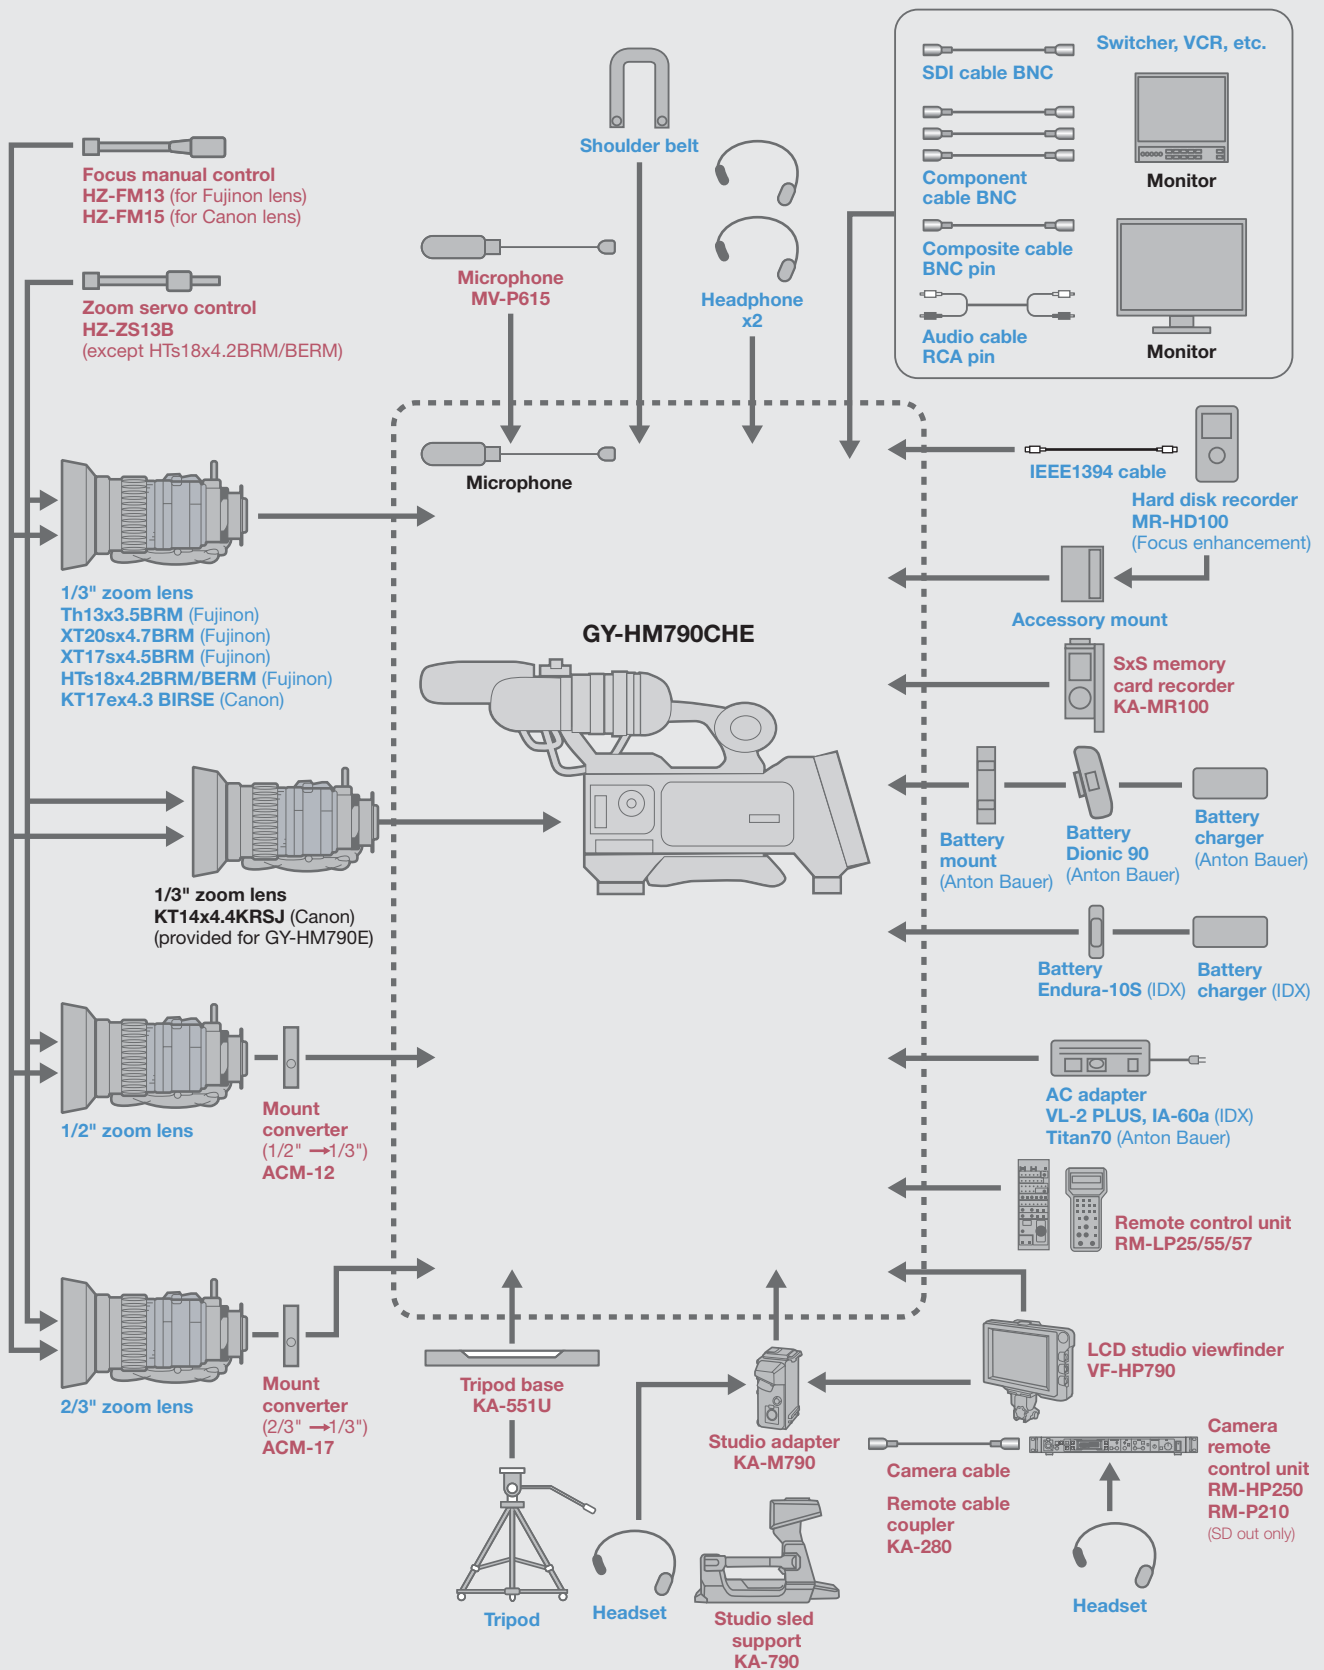 Switcher, VCR, etc.
SDI cable BNC
Component
cable BNC
Monitor
Composite cable
BNC pin
Audio cable
RCA pin
Monitor
Shoulder belt
Focus manual control
HZ-FM13 (for Fujinon lens)
HZ-FM15 (for Canon lens)
Microphone
MV-P615
Headphone
x2
Zoom servo control
HZ-ZS13B
(except HTs18x4.2BRM/BERM)
Microphone
IEEE1394 cable
Hard disk recorder
MR-HD100
(Focus enhancement)
1/3" zoom lens
Th13x3.5BRM (Fujinon)
XT20sx4.7BRM (Fujinon)
XT17sx4.5BRM (Fujinon)
HTs18x4.2BRM/BERM (Fujinon)
KT17ex4.3 BIRSE (Canon)
Accessory mount
GY-HM790CHE
SxS memory
card recorder
KA-MR100
Battery
mount
(Anton Bauer)
Battery
Dionic 90
(Anton Bauer)
Battery
charger
(Anton Bauer)
1/3" zoom lens
KT14x4.4KRSJ (Canon)
(provided for GY-HM790E)
Battery
Endura-10S (IDX)
Battery
charger (IDX)
1/2" zoom lens
Mount
converter
(1/2" →1/3")
ACM-12
AC adapter
VL-2 PLUS, IA-60a (IDX)
Titan70 (Anton Bauer)
Remote control unit
RM-LP25/55/57
2/3" zoom lens
Mount
converter
(2/3" →1/3")
ACM-17
Tripod base
KA-551U
LCD studio viewfinder
VF-HP790
Studio adapter
KA-M790
Camera cable
Remote cable
coupler
KA-280
Camera
remote
control unit
RM-HP250
RM-P210
(SD out only)
Tripod
Headset
Studio sled
support
KA-790
Headset